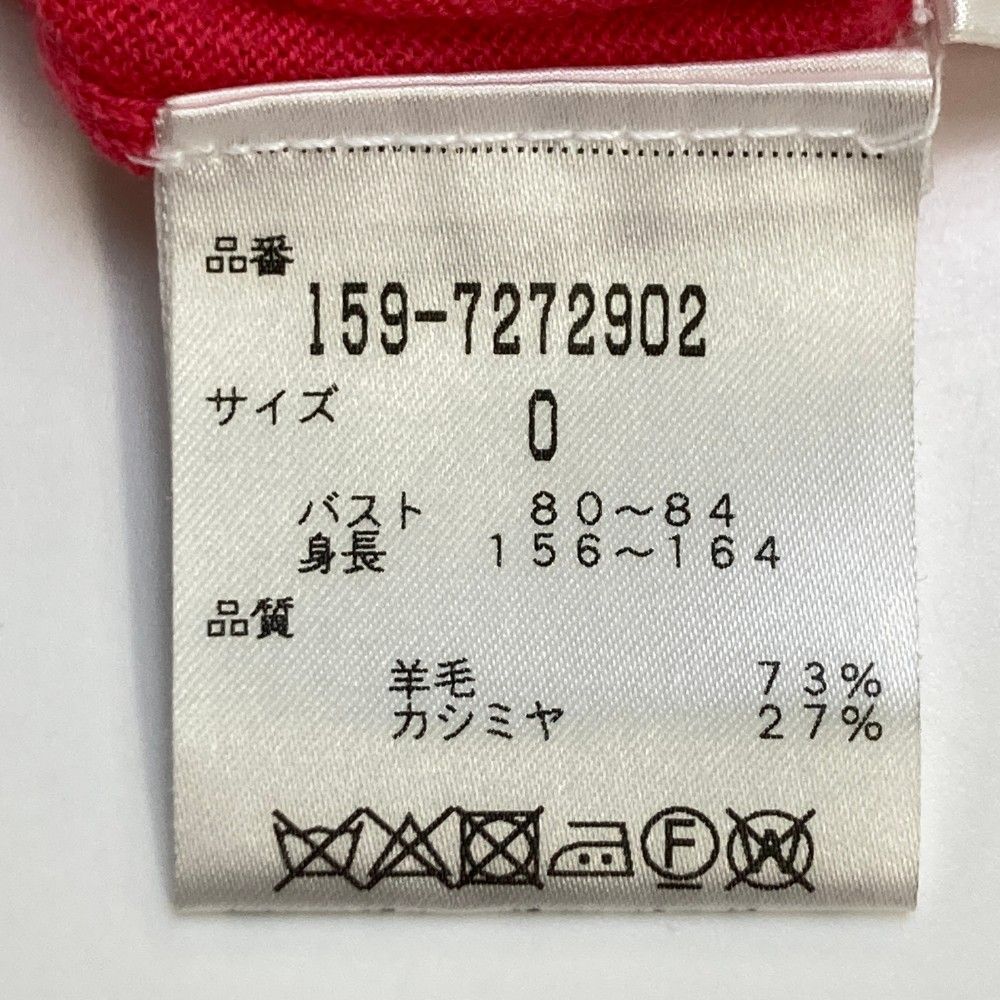 品番
159-7272902
サイズ 0
バスト 80～84
身長 156～164
品質
羊毛 73%
カシミヤ 27%
F W